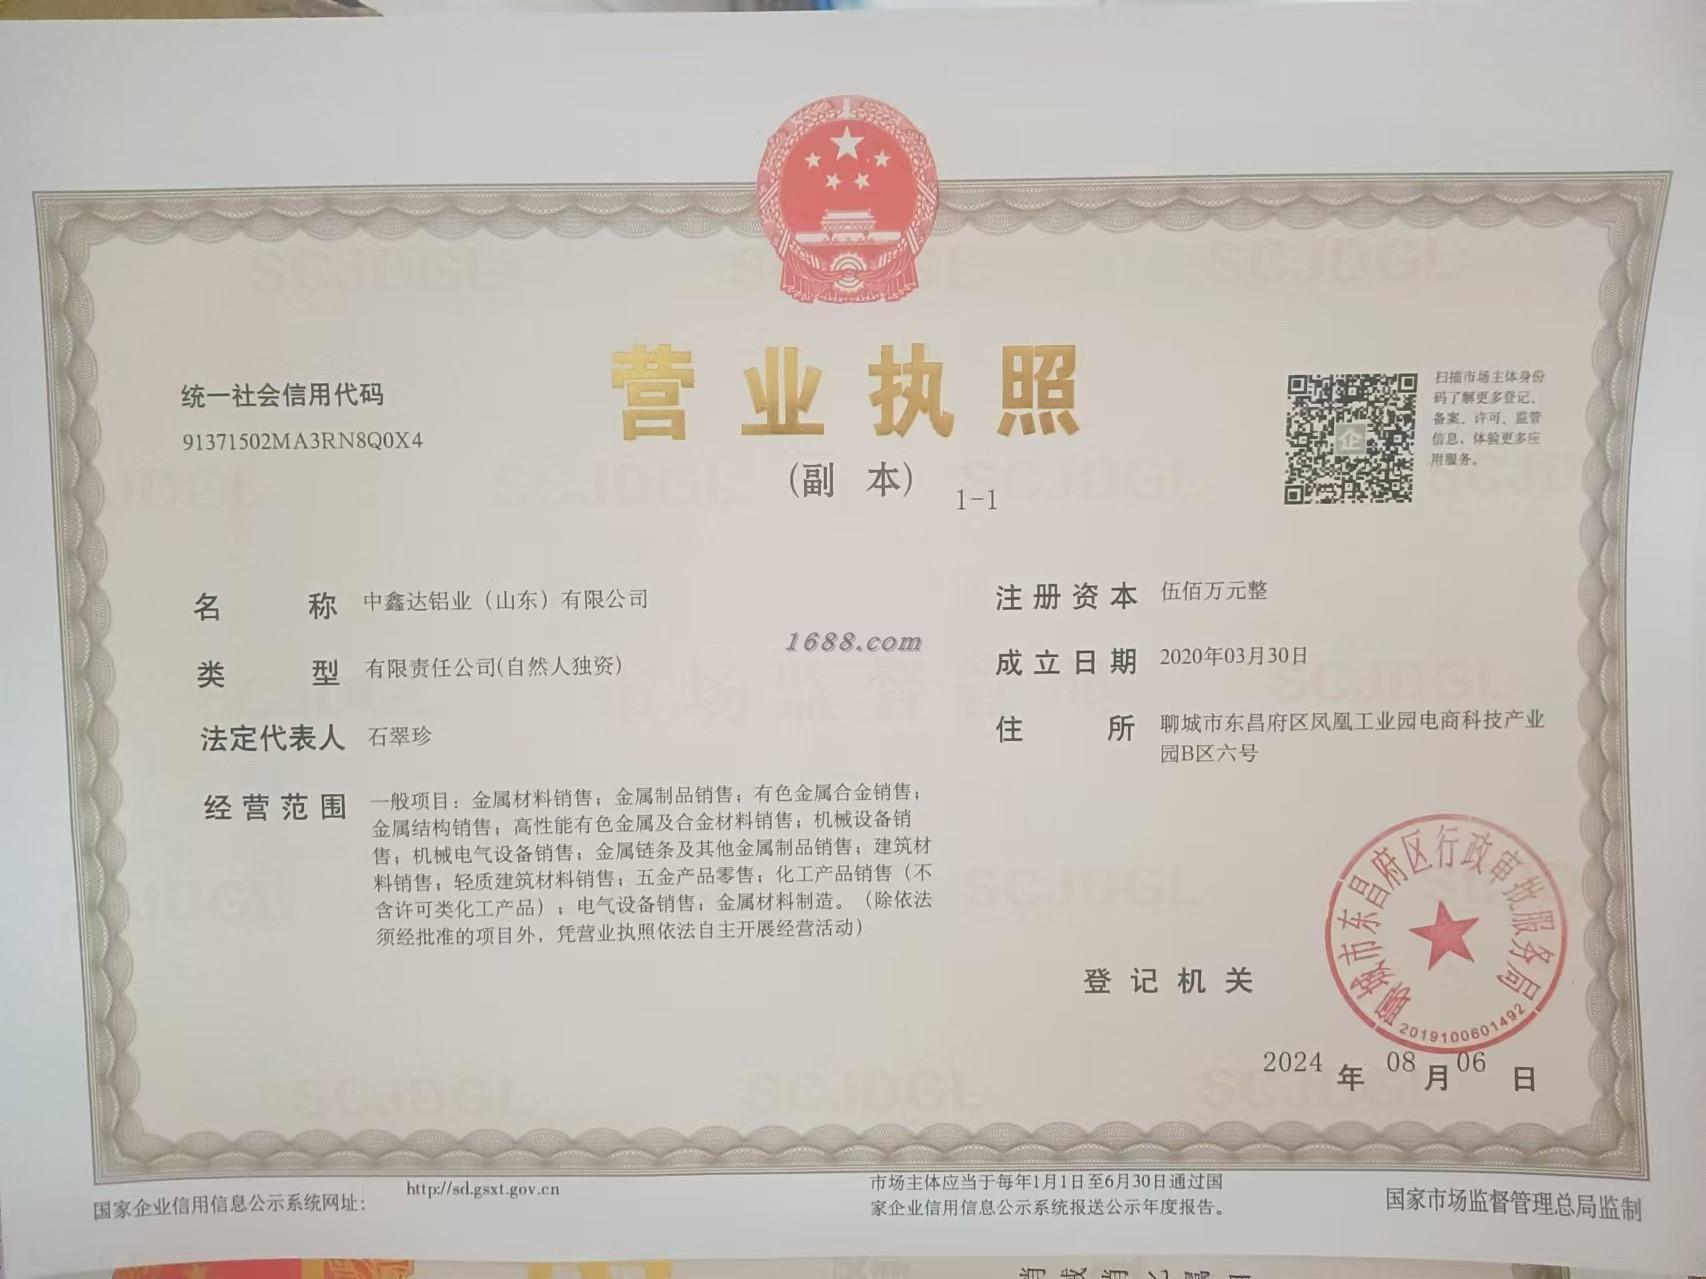 营业执照
(副 本)
1-1
统一社会信用代码
91371502MA3RN8Q0X4
扫描市场主体身份
码了解更多登记、
备案、许可、监管
信息，体验更多应
用服务。
名 称 中鑫达铝业（山东）有限公司
类 型 有限责任公司(自然人独资)
法定代表人 石翠珍
经营范围 一般项目：金属材料销售；金属制品销售；有色金属合金销售；
金属结构销售；高性能有色金属及合金材料销售；机械设备销
售；机械电气设备销售；金属链条及其他金属制品销售；建筑材
料销售；轻质建筑材料销售；五金产品零售；化工产品销售（不
含许可类化工产品）；电气设备销售；金属材料制造。（除依法
须经批准的项目外，凭营业执照依法自主开展经营活动）
1688.com
注册资本 伍佰万元整
成立日期 2020年03月30日
住 所 聊城市东昌府区凤凰工业园电商科技产业
园B区六号
登记机关
聊城市东昌府区行政审批服务局
2019100601492
2024 年 08 月 06 日
国家企业信用信息公示系统网址：
http://sd.gsxt.gov.cn
市场主体应当于每年1月1日至6月30日通过国
家企业信用信息公示系统报送公示年度报告。
国家市场监督管理总局监制
SCJDGL